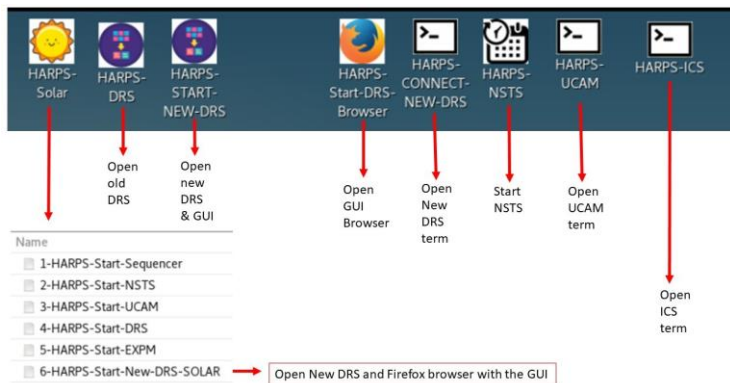 HARPS-
Solar
HARPS-
DRS
HARPS-
START-
NEW-DRS
HARPS-
Start-DRS-
Browser
HARPS-
CONNECT-
NEW-DRS
HARPS-
NSTS
HARPS-
UCAM
HARPS-ICS
Open
old
DRS
Open
new
DRS
& GUI
Open
GUI
Browser
Open
New
DRS
term
Start
NSTS
Open
UCAM
term
Open
ICS
term
Name
1-HARPS-Start-Sequencer
2-HARPS-Start-NSTS
3-HARPS-Start-UCAM
4-HARPS-Start-DRS
5-HARPS-Start-EXPM
6-HARPS-Start-New-DRS-SOLAR
Open New DRS and Firefox browser with the GUI